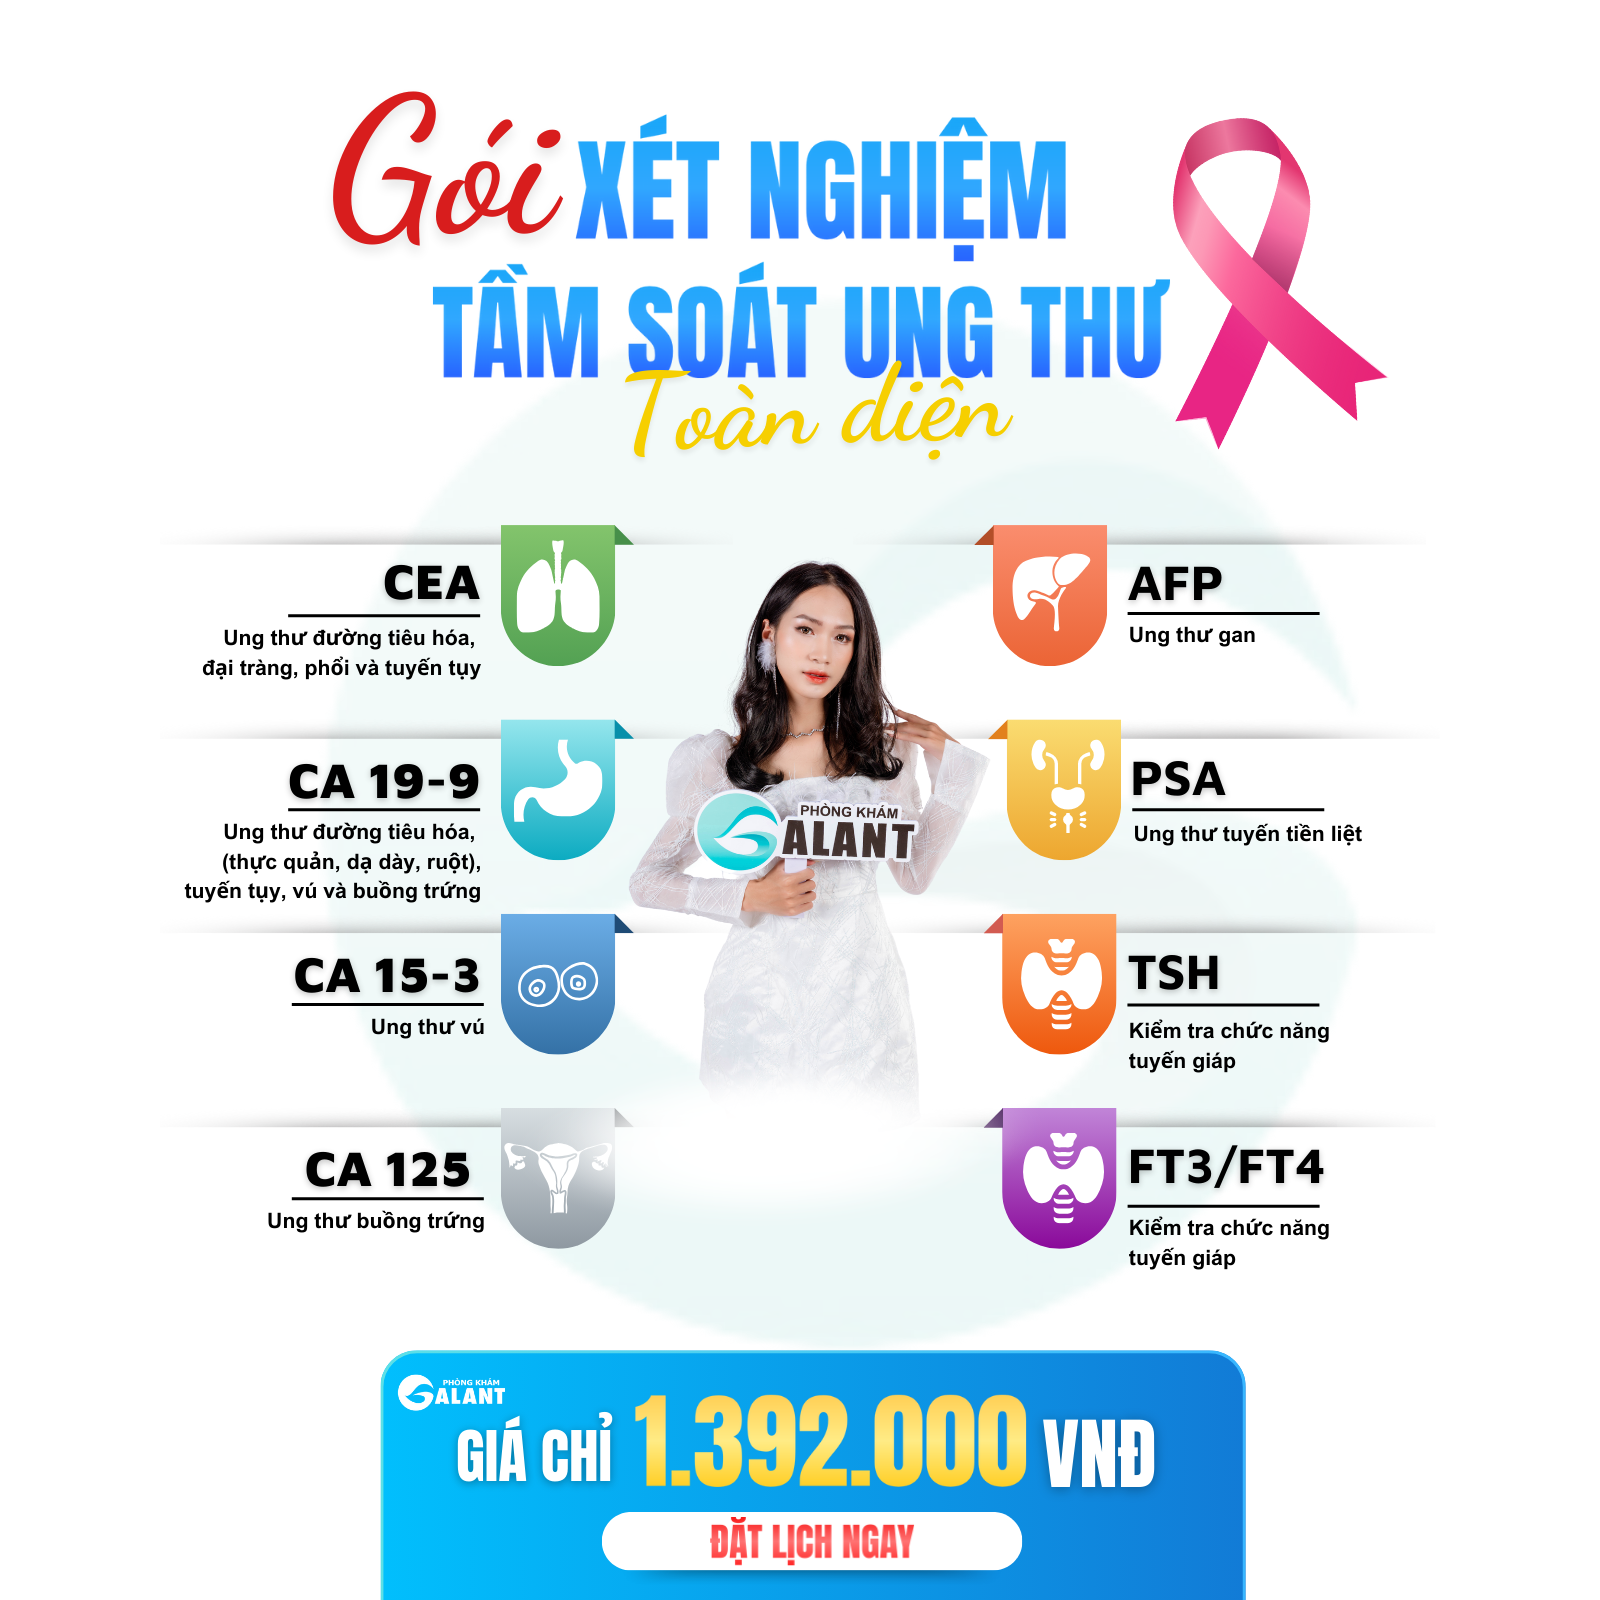 Gói XÉT NGHIỆM
TẦM SOÁT UNG THƯ
Toàn diện
CEA
Ung thư đường tiêu hóa,
đại tràng, phổi và tuyến tụy
CA 19-9
Ung thư đường tiêu hóa,
(thực quản, dạ dày, ruột),
tuyến tụy, vú và buồng trứng
CA 15-3
Ung thư vú
CA 125
Ung thư buồng trứng
PHÒNG KHÁM
GALANT
AFP
Ung thư gan
PSA
Ung thư tuyến tiền liệt
TSH
Kiểm tra chức năng
tuyến giáp
FT3/FT4
Kiểm tra chức năng
tuyến giáp
PHÒNG KHÁM
GALANT
GIÁ CHỈ 1.392.000 VNĐ
ĐẶT LỊCH NGAY